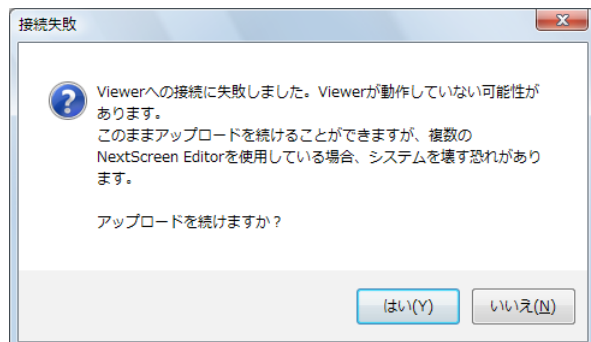 接続失敗
Viewerへの接続に失敗しました。Viewerが動作していない可能性が
あります。
このままアップロードを続けることができますが、複数の
NextScreen Editorを使用している場合、システムを壊す恐れがあり
ます。
アップロードを続けますか？
はい(Y)
いいえ(N)